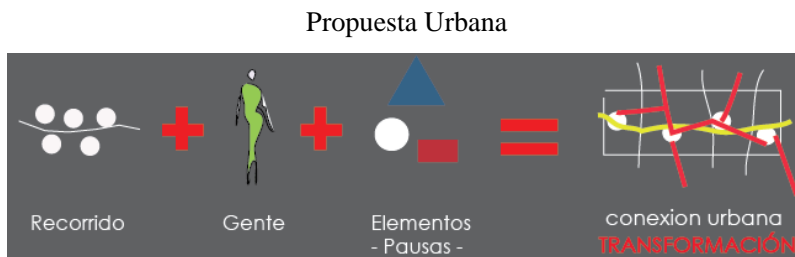 Propuesta Urbana
Recorrido
Gente
Elementos
- Pausas -
conexion urbana
TRANSFORMACIÓN